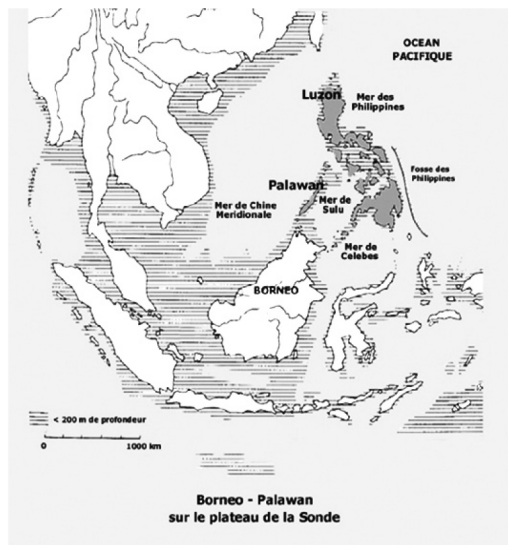 OCEAN
PACIFIQUE
Luzon
Mer des
Philippines
Fosse des
Philippines
Palawan
Mer de
Sulu
Mer de Chine
Meridionale
Mer de
Celebes
BORNEO
< 200 m de profondeur
0
1000 km
Borneo - Palawan
sur le plateau de la Sonde